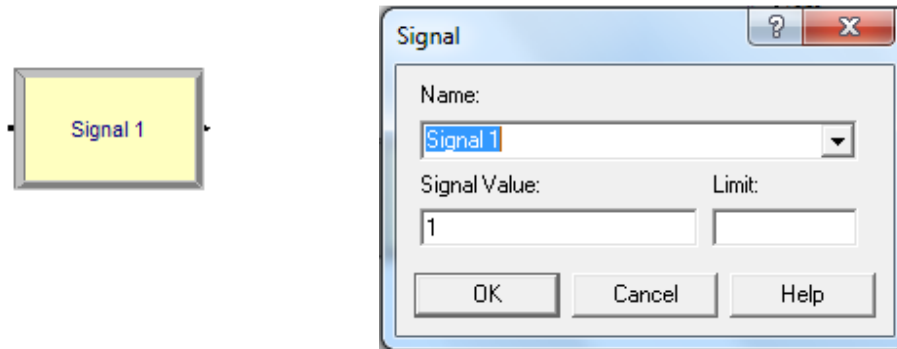 Signal 1
Signal
Name:
Signal 1
Signal Value:
Limit:
1
OK
Cancel
Help